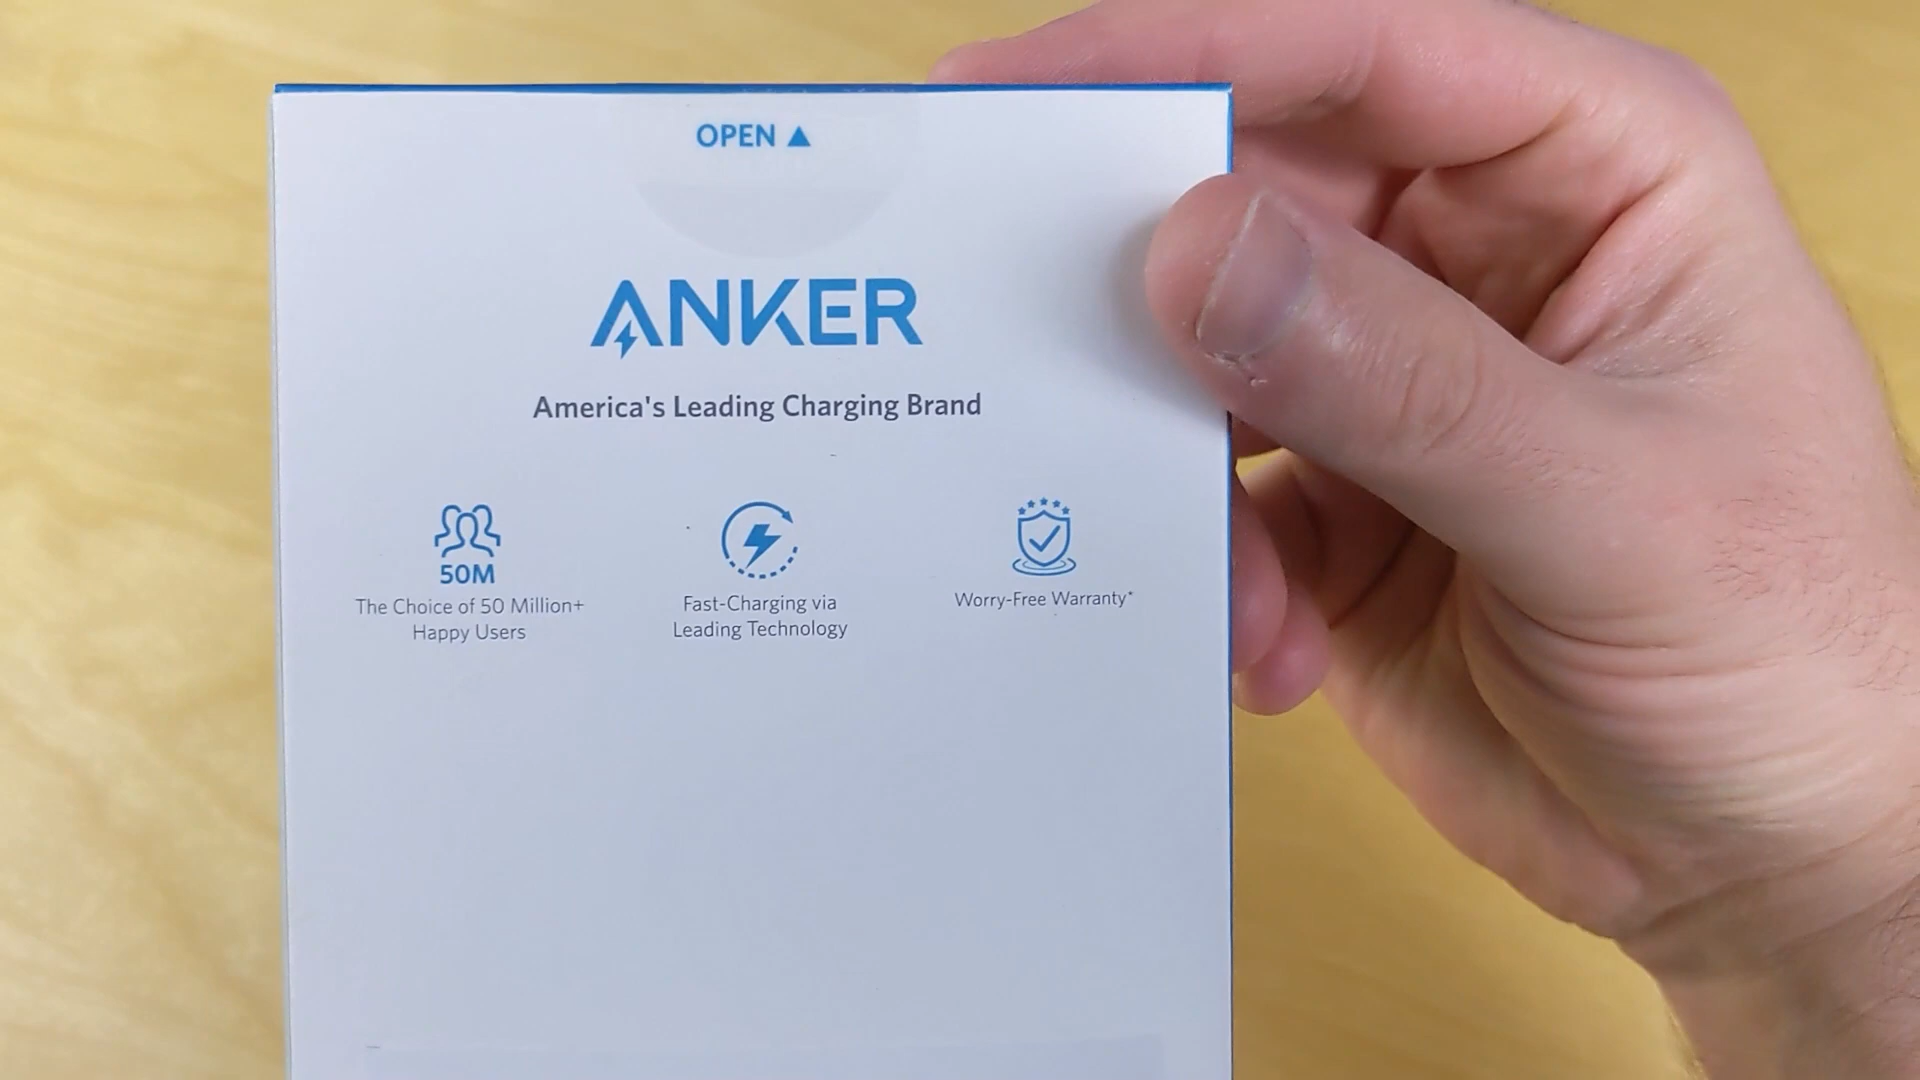 OPEN ▲
ANKER
America's Leading Charging Brand
50M
The Choice of 50 Million+
Happy Users
Fast-Charging via
Leading Technology
Worry-Free Warranty*